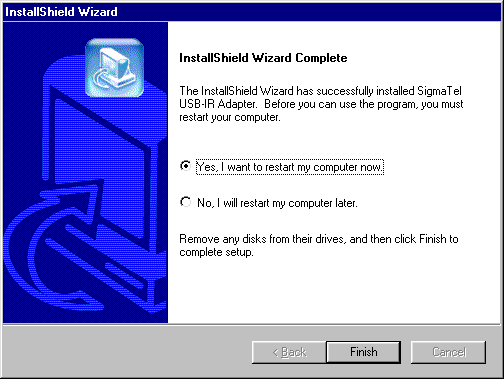 InstallShield Wizard
InstallShield Wizard Complete
The InstallShield Wizard has successfully installed SigmaTel
USB-IR Adapter. Before you can use the program, you must
restart your computer.
Yes, I want to restart my computer now.
No, I will restart my computer later.
Remove any disks from their drives, and then click Finish to
complete setup.
< Back
Finish
Cancel